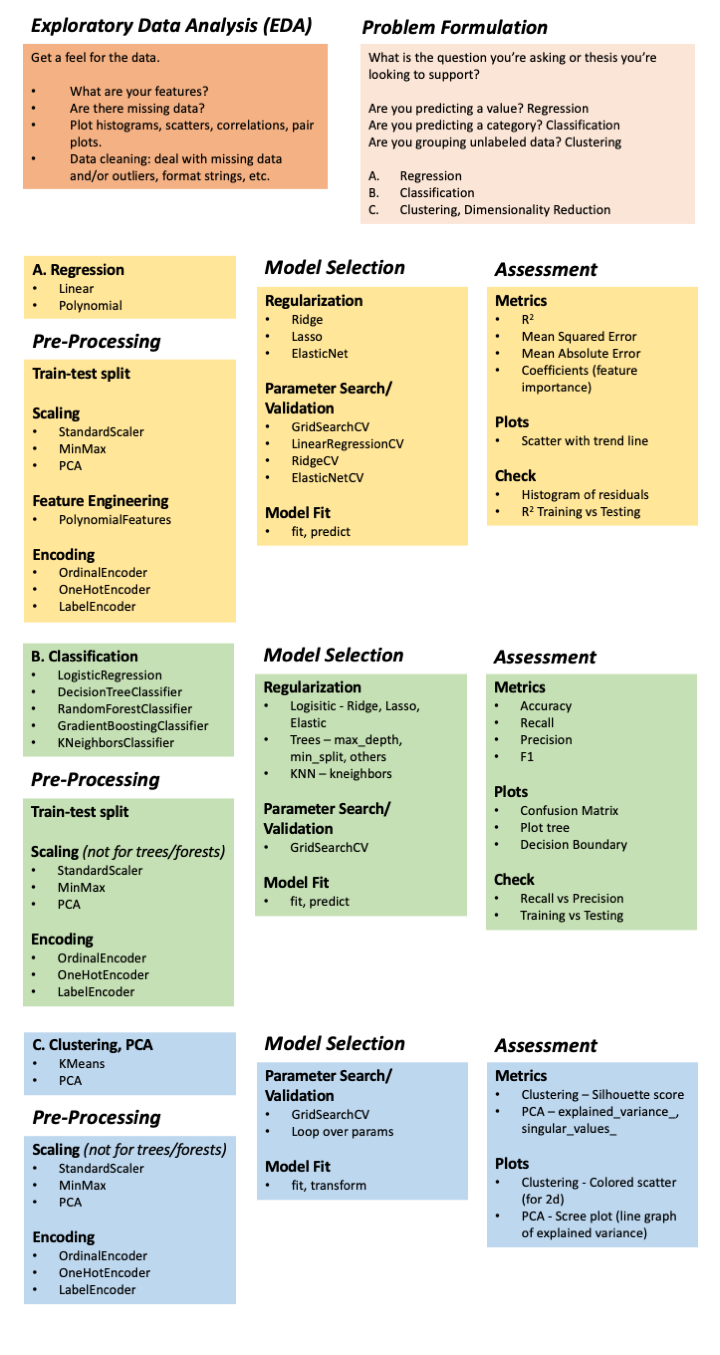 Exploratory Data Analysis (EDA)
Get a feel for the data.
• What are your features?
• Are there missing data?
• Plot histograms, scatters, correlations, pair
plots.
• Data cleaning: deal with missing data
and/or outliers, format strings, etc.
Problem Formulation
What is the question you're asking or thesis you're
looking to support?
Are you predicting a value? Regression
Are you predicting a category? Classification
Are you grouping unlabeled data? Clustering
A. Regression
B. Classification
C. Clustering, Dimensionality Reduction
A. Regression
• Linear
• Polynomial
Pre-Processing
Train-test split
Scaling
• StandardScaler
• MinMax
• PCA
Feature Engineering
• PolynomialFeatures
Encoding
• OrdinalEncoder
• OneHotEncoder
• LabelEncoder
Model Selection
Regularization
• Ridge
• Lasso
• ElasticNet
Parameter Search/
Validation
• GridSearchCV
• LinearRegressionCV
• RidgeCV
• ElasticNetCV
Model Fit
• fit, predict
Assessment
Metrics
• R²
• Mean Squared Error
• Mean Absolute Error
• Coefficients (feature
importance)
Plots
• Scatter with trend line
Check
• Histogram of residuals
• R² Training vs Testing
B. Classification
• LogisticRegression
• DecisionTreeClassifier
• RandomForestClassifier
• GradientBoostingClassifier
• KNeighborsClassifier
Pre-Processing
Train-test split
Scaling (not for trees/forests)
• StandardScaler
• MinMax
• PCA
Encoding
• OrdinalEncoder
• OneHotEncoder
• LabelEncoder
Model Selection
Regularization
• Logisitic - Ridge, Lasso,
Elastic
• Trees – max_depth,
min_split, others
• KNN – kneighbors
Parameter Search/
Validation
• GridSearchCV
Model Fit
• fit, predict
Assessment
Metrics
• Accuracy
• Recall
• Precision
• F1
Plots
• Confusion Matrix
• Plot tree
• Decision Boundary
Check
• Recall vs Precision
• Training vs Testing
C. Clustering, PCA
• KMeans
• PCA
Pre-Processing
Scaling (not for trees/forests)
• StandardScaler
• MinMax
• PCA
Encoding
• OrdinalEncoder
• OneHotEncoder
• LabelEncoder
Model Selection
Parameter Search/
Validation
• GridSearchCV
• Loop over params
Model Fit
• fit, transform
Assessment
Metrics
• Clustering – Silhouette score
• PCA – explained_variance_,
singular_values_
Plots
• Clustering - Colored scatter
(for 2d)
• PCA - Scree plot (line graph
of explained variance)